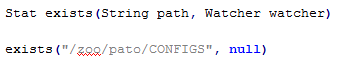 Stat exists(String path, Watcher watcher)
exists("/zoo/pato/CONFIGS", null)